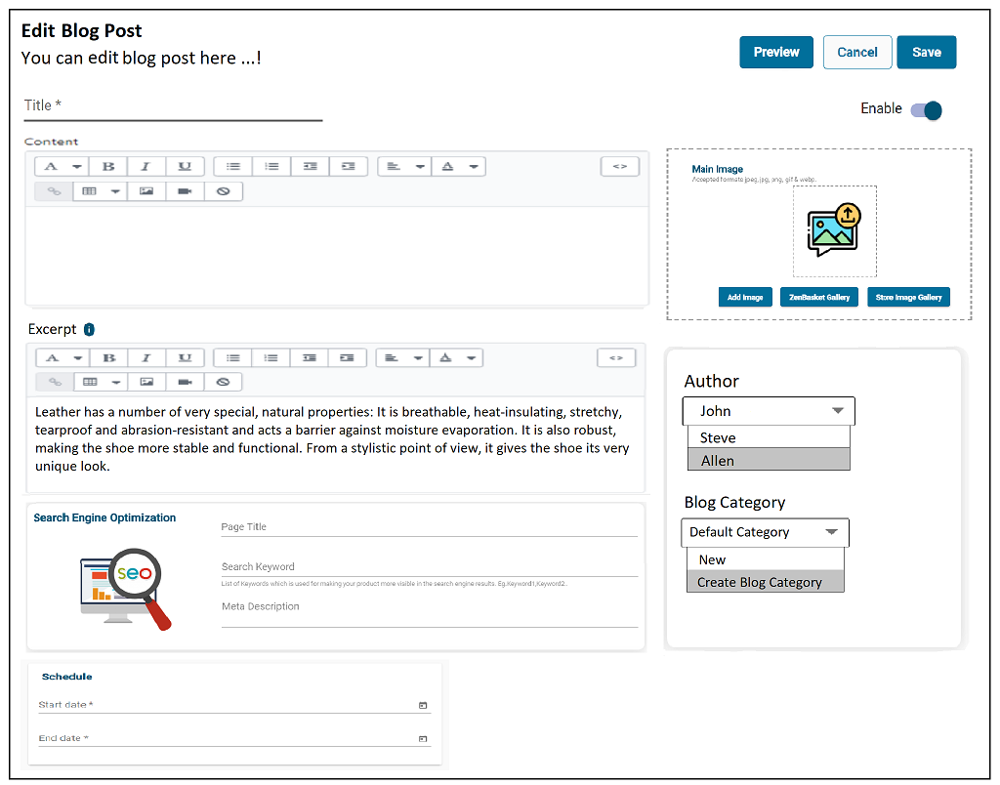 Edit Blog Post
You can edit blog post here ...!
Preview
Cancel
Save
Title *
Enable
Content
A
B
I
U
A
<>
Main Image
Accepted formats jpeg, jpg, png, gif & webp.
Add Image
ZenBasket Gallery
Store Image Gallery
Excerpt i
A
B
I
U
A
<>
Leather has a number of very special, natural properties: It is breathable, heat-insulating, stretchy,
tearproof and abrasion-resistant and acts a barrier against moisture evaporation. It is also robust,
making the shoe more stable and functional. From a stylistic point of view, it gives the shoe its very
unique look.
Author
John
Steve
Allen
Blog Category
Default Category
New
Create Blog Category
Search Engine Optimization
seo
Page Title
Search Keyword
List of Keywords which is used for making your product more visible in the search engine results. Eg.Keyword1,Keyword2..
Meta Description
Schedule
Start date *
End date *